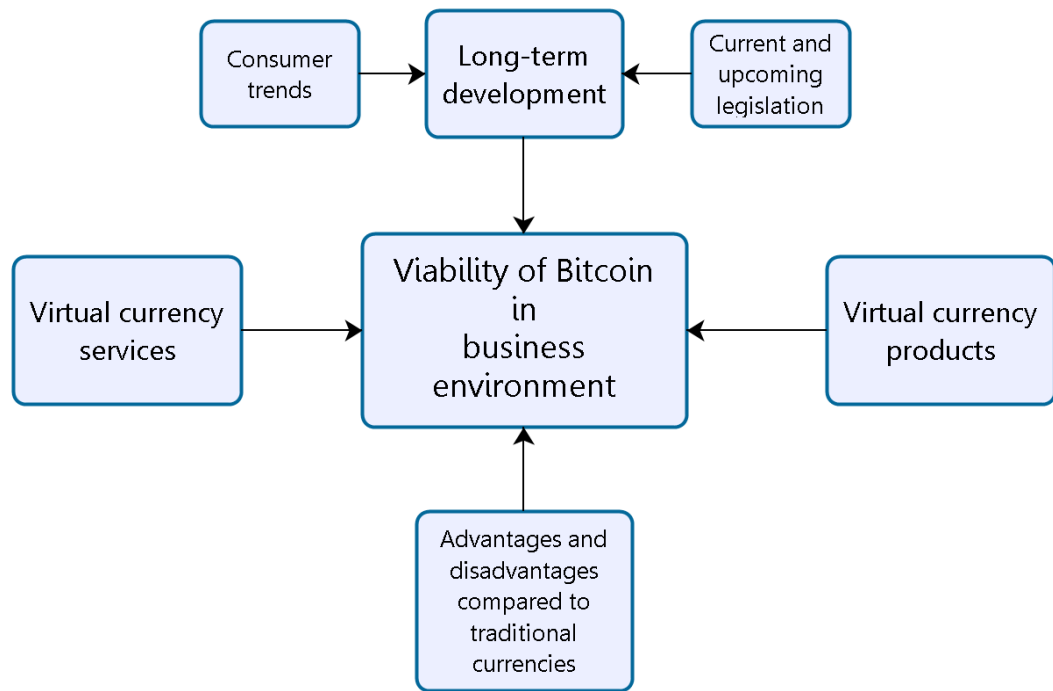 Consumer
trends
Long-term
development
Current and
upcoming
legislation
Virtual currency
services
Viability of Bitcoin
in
business
environment
Virtual currency
products
Advantages and
disadvantages
compared to
traditional
currencies